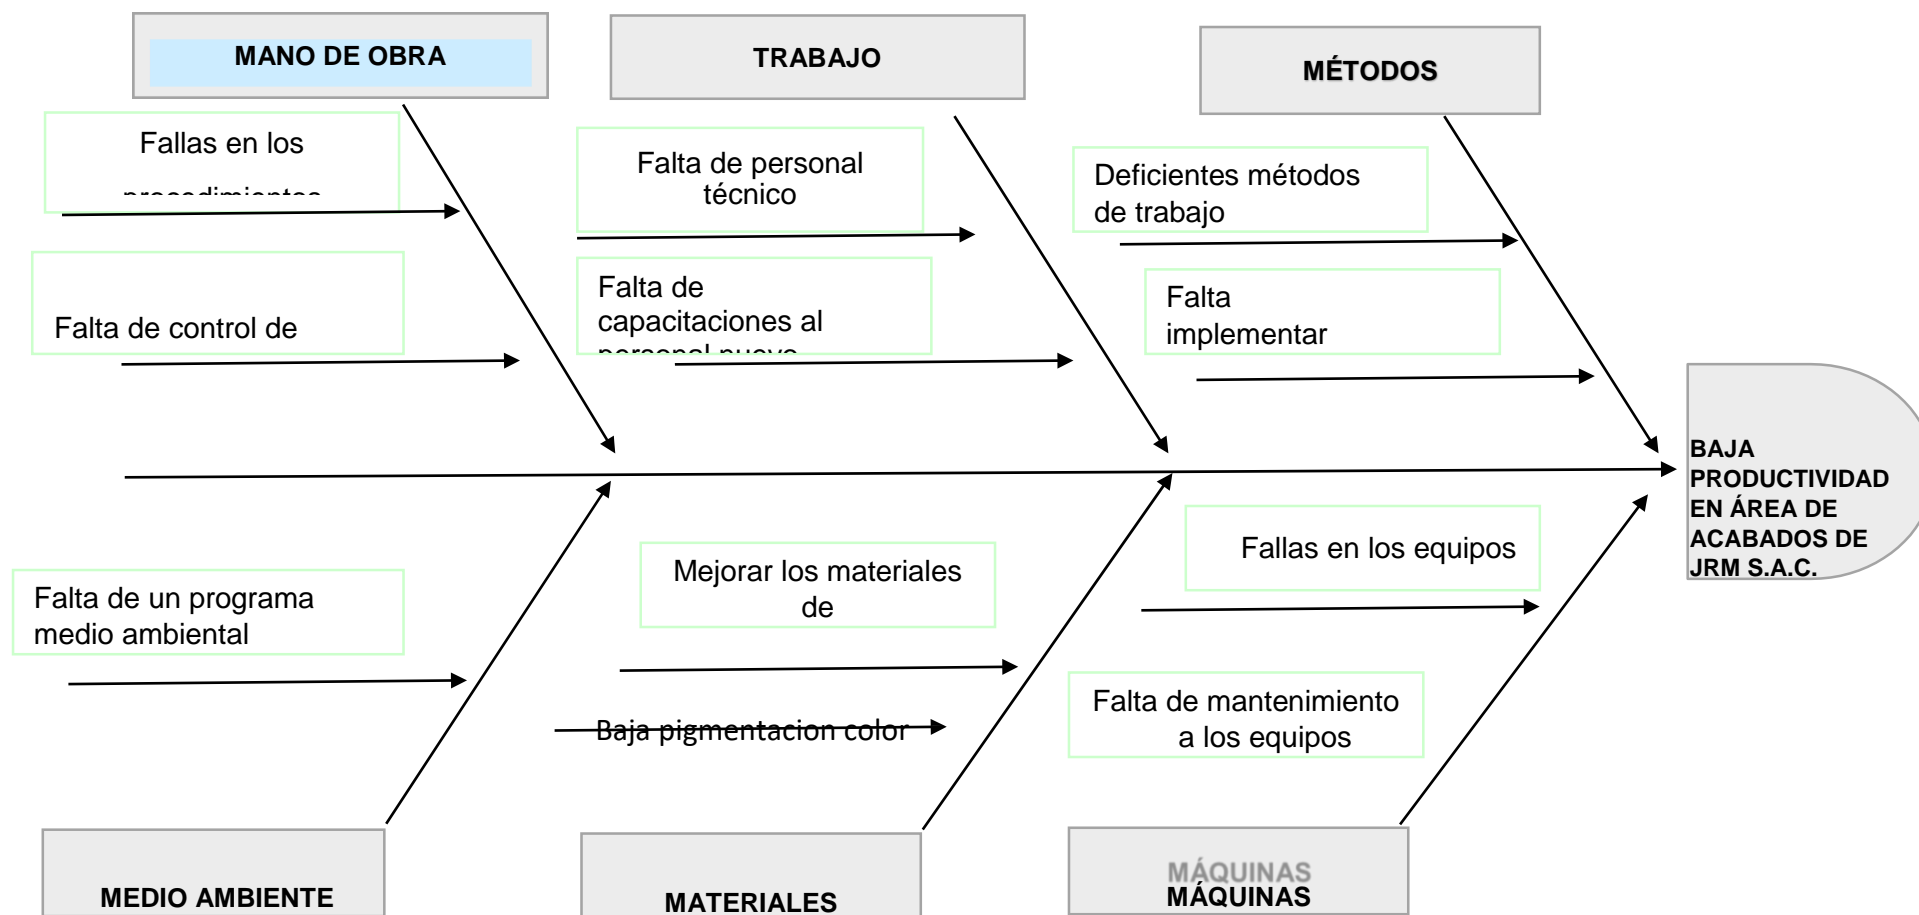 MANO DE OBRA
TRABAJO
MÉTODOS
Fallas en los
procedimientos
Falta de personal
técnico
Deficientes métodos
de trabajo
Falta de control de
Falta de
capacitaciones al
personal nuevo
Falta
implementar
BAJA
PRODUCTIVIDAD
EN ÁREA DE
ACABADOS DE
JRM S.A.C.
Falta de un programa
medio ambiental
Mejorar los materiales
de
Fallas en los equipos
Baja pigmentacion color
Falta de mantenimiento
a los equipos
MEDIO AMBIENTE
MATERIALES
MÁQUINAS
MÁQUINAS